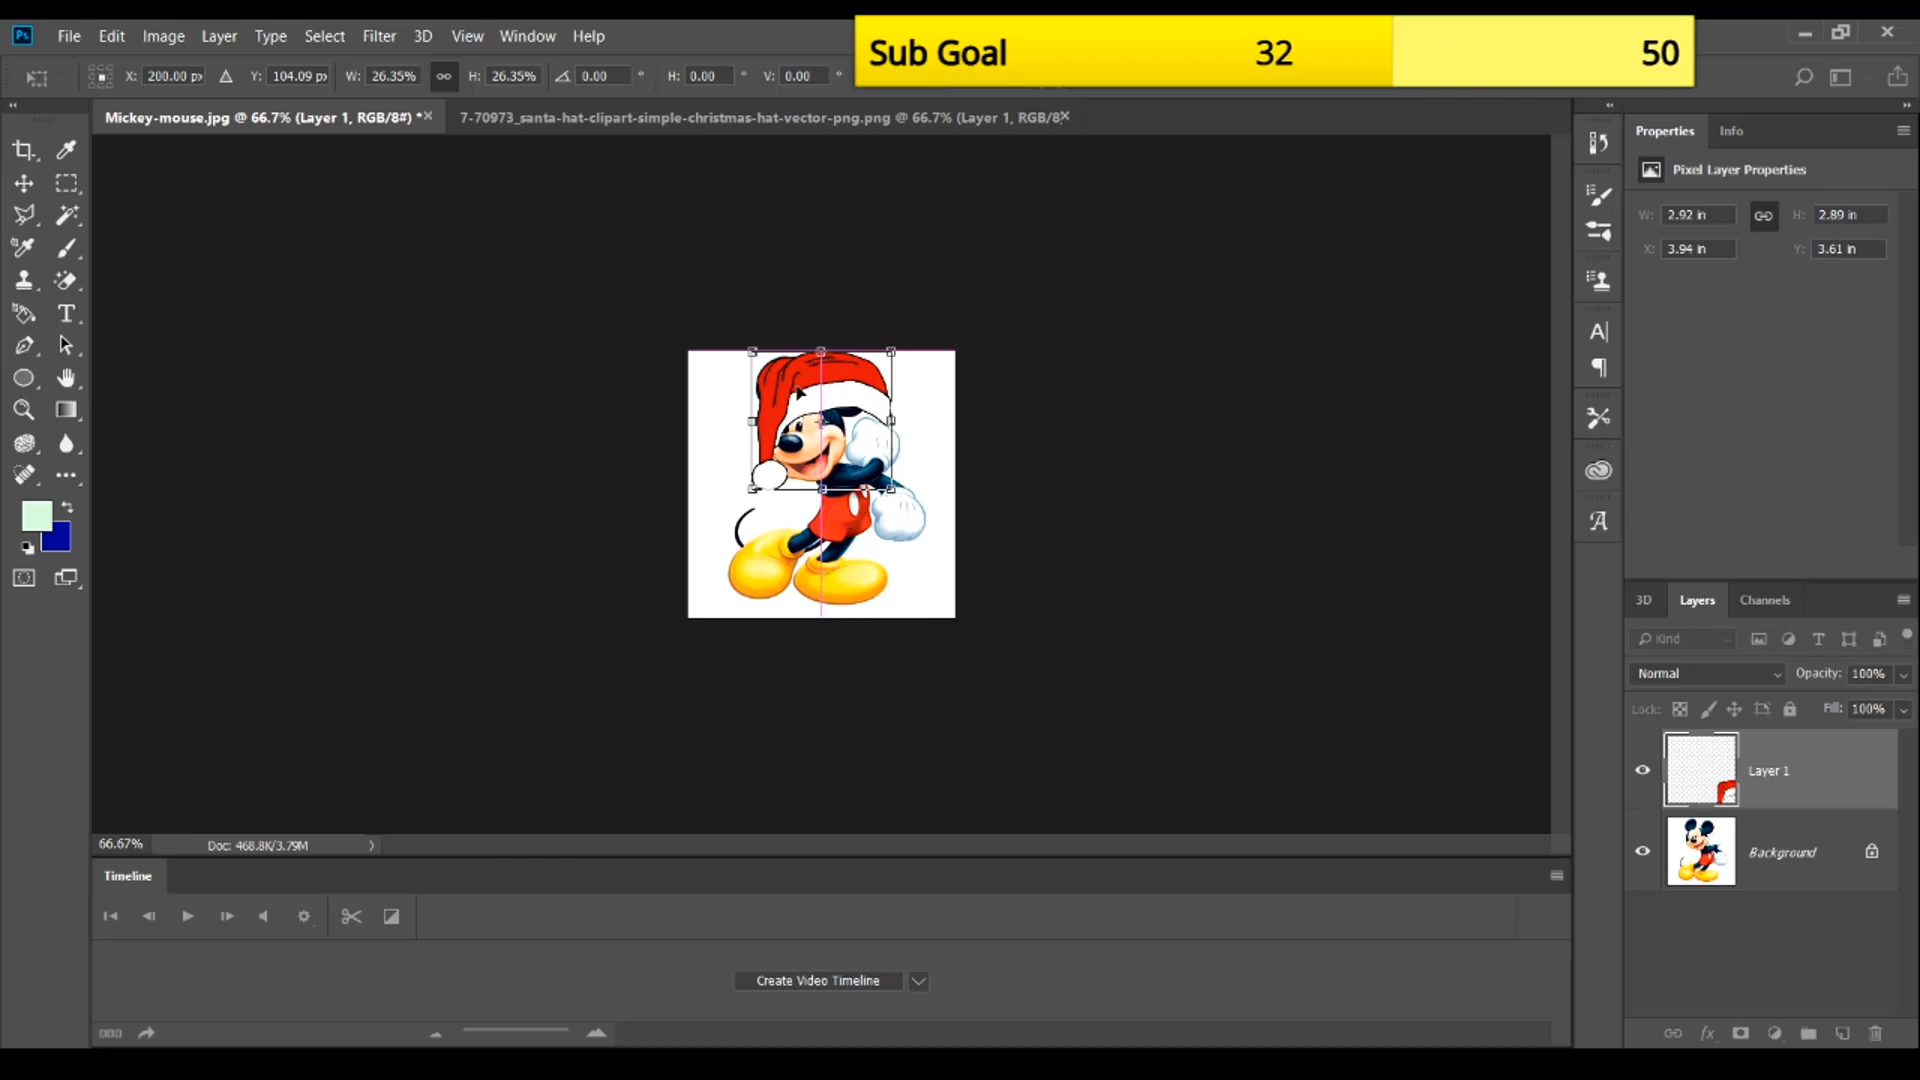 Ps File Edit Image Layer Type Select Filter 3D View Window Help
Sub Goal 32 50
X: 200.00 px Y: 104.09 px W: 26.35% H: 26.35% 0.00 ° H: 0.00 ° V: 0.00 °
Mickey-mouse.jpg @ 66.7% (Layer 1, RGB/8#) *
7-70973_santa-hat-clipart-simple-christmas-hat-vector-png.png @ 66.7% (Layer 1, RGB/8
Properties Info
Pixel Layer Properties
W: 2.92 in H: 2.89 in
X: 3.94 in Y: 3.61 in
3D Layers Channels
Kind
Normal Opacity: 100%
Lock: Fill: 100%
Layer 1
Background
66.67% Doc: 468.8K/3.79M
Timeline
Create Video Timeline